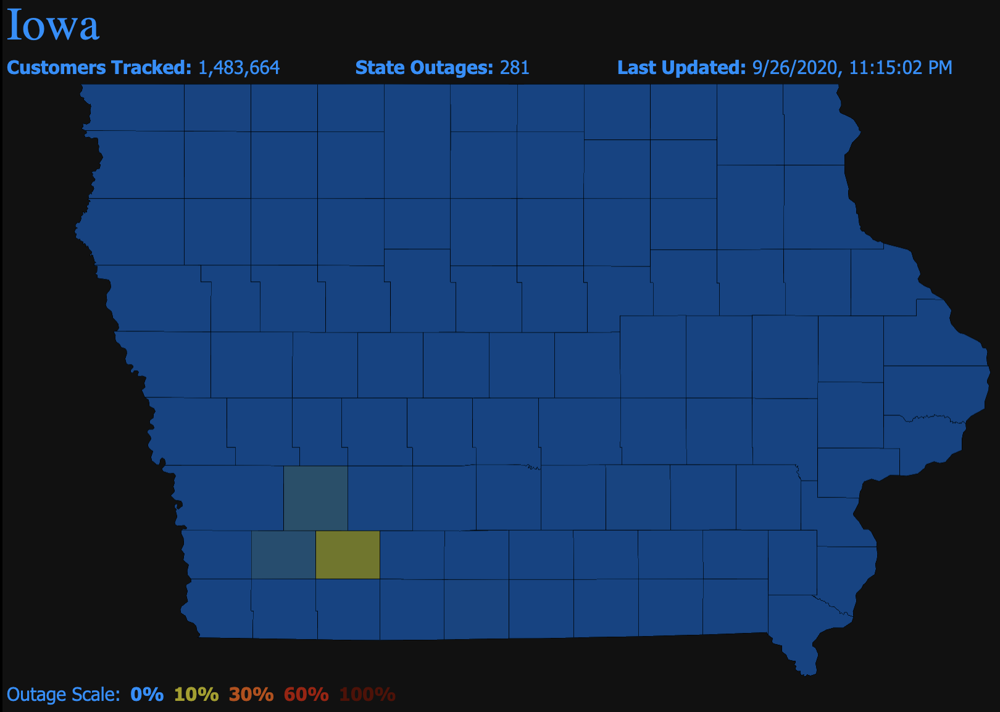 Iowa
Customers Tracked: 1,483,664 State Outages: 281 Last Updated: 9/26/2020, 11:15:02 PM
Outage Scale: 0% 10% 30% 60% 100%